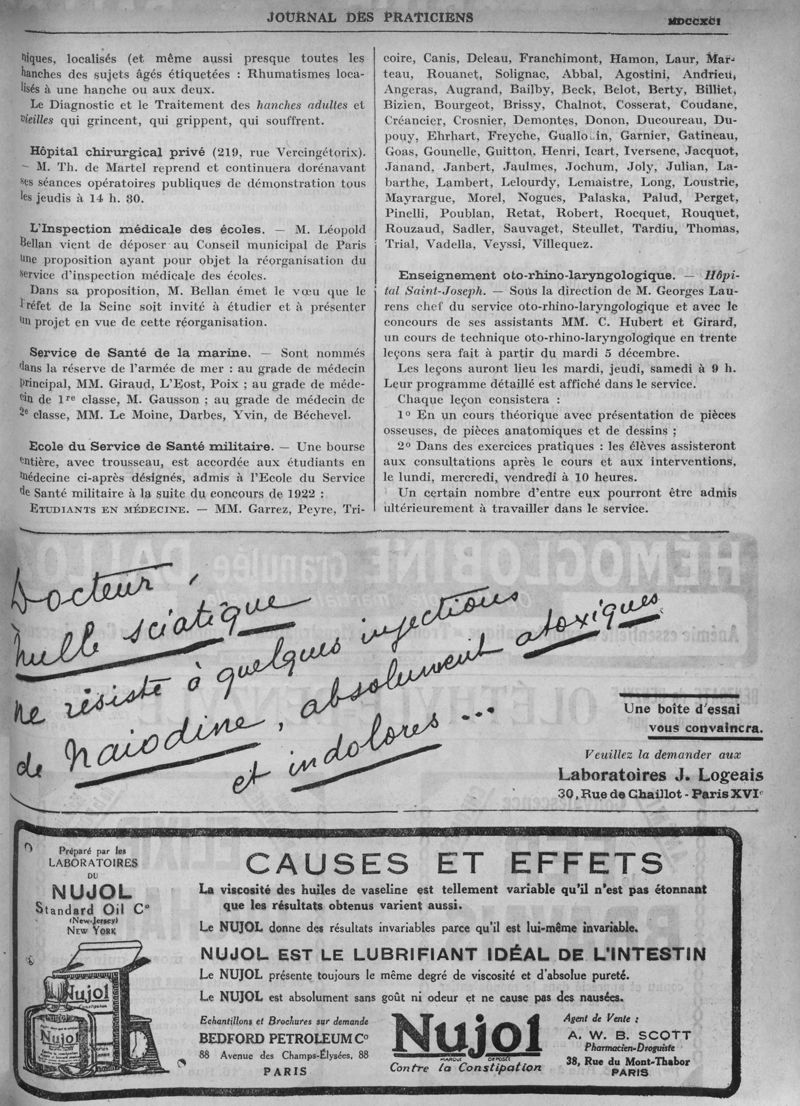 JOURNAL DES PRATICIENS
MDCCXCI
niques, localisés (et même aussi presque toutes les
hanches des sujets âgés étiquetées : Rhumatismes loca-
lisés à une hanche ou aux deux.
Le Diagnostic et le Traitement des hanches adultes et
vieilles qui grincent, qui grippent, qui souffrent.
Hôpital chirurgical privé (219, rue Vercingétorix).
— M. Th. de Martel reprend et continuera dorénavant
ses séances opératoires publiques de démonstration tous
les jeudis à 14 h. 30.
L'Inspection médicale des écoles. — M. Léopold
Bellan vient de déposer au Conseil municipal de Paris
une proposition ayant pour objet la réorganisation du
service d'inspection médicale des écoles.
Dans sa proposition, M. Bellan émet le vœu que le
Préfet de la Seine soit invité à étudier et à présenter
un projet en vue de cette réorganisation.
Service de Santé de la marine. — Sont nommés
dans la réserve de l'armée de mer : au grade de médecin
principal, MM. Giraud, L'Eost, Poix ; au grade de méde-
cin de 1re classe, M. Gausson ; au grade de médecin de
2e classe, MM. Le Moine, Darbes, Yvin, de Béchevel.
Ecole du Service de Santé militaire. — Une bourse
entière, avec trousseau, est accordée aux étudiants en
médecine ci-après désignés, admis à l'Ecole du Service
de Santé militaire à la suite du concours de 1922 :
ETUDIANTS EN MÉDECINE. — MM. Garrez, Peyre, Tri-
coire, Canis, Deleau, Franchimont, Hamon, Laur, Mar-
teau, Rouanet, Solignac, Abbal, Agostini, Andrieu,
Angeras, Augrand, Bailby, Beck, Belot, Berty, Billiet,
Bizien, Bourgeot, Brissy, Chalnot, Cosserat, Coudane,
Créancier, Crosnier, Demontes, Donon, Ducoureau, Du-
pouy, Ehrhart, Freyche, Garnier, Gatineau,
Goas, Gounelle, Guitton, Henri, Icart, Iversenc, Jacquot,
Janand, Janbert, Jaulmes, Jochum, Joly, Julian, La-
barthe, Lambert, Lelourdy, Lemaistre, Long, Loustrie,
Mayrargue, Morel, Nogues, Palaska, Palud, Perget,
Pinelli, Poublan, Retat, Robert, Rocquet, Rouquet,
Rouzaud, Sadler, Sauvaget, Steullet, Tardiu, Thomas,
Trial, Vadella, Veyssi, Villequez.
Enseignement oto-rhino-laryngologique. — Hôpi-
tal Saint-Joseph. — Sous la direction de M. Georges Lau-
rens chef du service oto-rhino-laryngologique et avec le
concours de ses assistants MM. C. Hubert et Girard,
un cours de technique oto-rhino-laryngologique en trente
leçons sera fait à partir du mardi 5 décembre.
Les leçons auront lieu les mardi, jeudi, samedi à 9 h.
Leur programme détaillé est affiché dans le service.
Chaque leçon consistera :
1° En un cours théorique avec présentation de pièces
osseuses, de pièces anatomiques et de dessins ;
2° Dans des exercices pratiques : les élèves assisteront
aux consultations après le cours et aux interventions,
le lundi, mercredi, vendredi à 10 heures.
Un certain nombre d'entre eux pourront être admis
ultérieurement à travailler dans le service.
Docteur,
nulle sciatique
ne résiste à quelques injections
de Naiodine, absolument atoxiques
et indolores...
Une boîte d'essai
vous convaincra.
Veuillez la demander aux
Laboratoires J. Logeais
30, Rue de Chaillot - Paris XVIe
Préparé par les
LABORATOIRES
DU
NUJOL
Standard Oil Co
(New-Jersey)
NEW YORK
Nujol
Nujol
CAUSES ET EFFETS
La viscosité des huiles de vaseline est tellement variable qu'il n'est pas étonnant
que les résultats obtenus varient aussi.
Le NUJOL donne des résultats invariables parce qu'il est lui-même invariable.
NUJOL EST LE LUBRIFIANT IDÉAL DE L'INTESTIN
Le NUJOL présente toujours le même degré de viscosité et d'absolue pureté.
Le NUJOL est absolument sans goût ni odeur et ne cause pas des nausées.
Echantillons et Brochures sur demande
BEDFORD PETROLEUM Co
88 Avenue des Champs-Élysées, 88
PARIS
Nujol
MARQUE DÉPOSÉE
Contre la Constipation
Agent de Vente :
A. W. B. SCOTT
Pharmacien-Droguiste
38, Rue du Mont-Thabor
PARIS